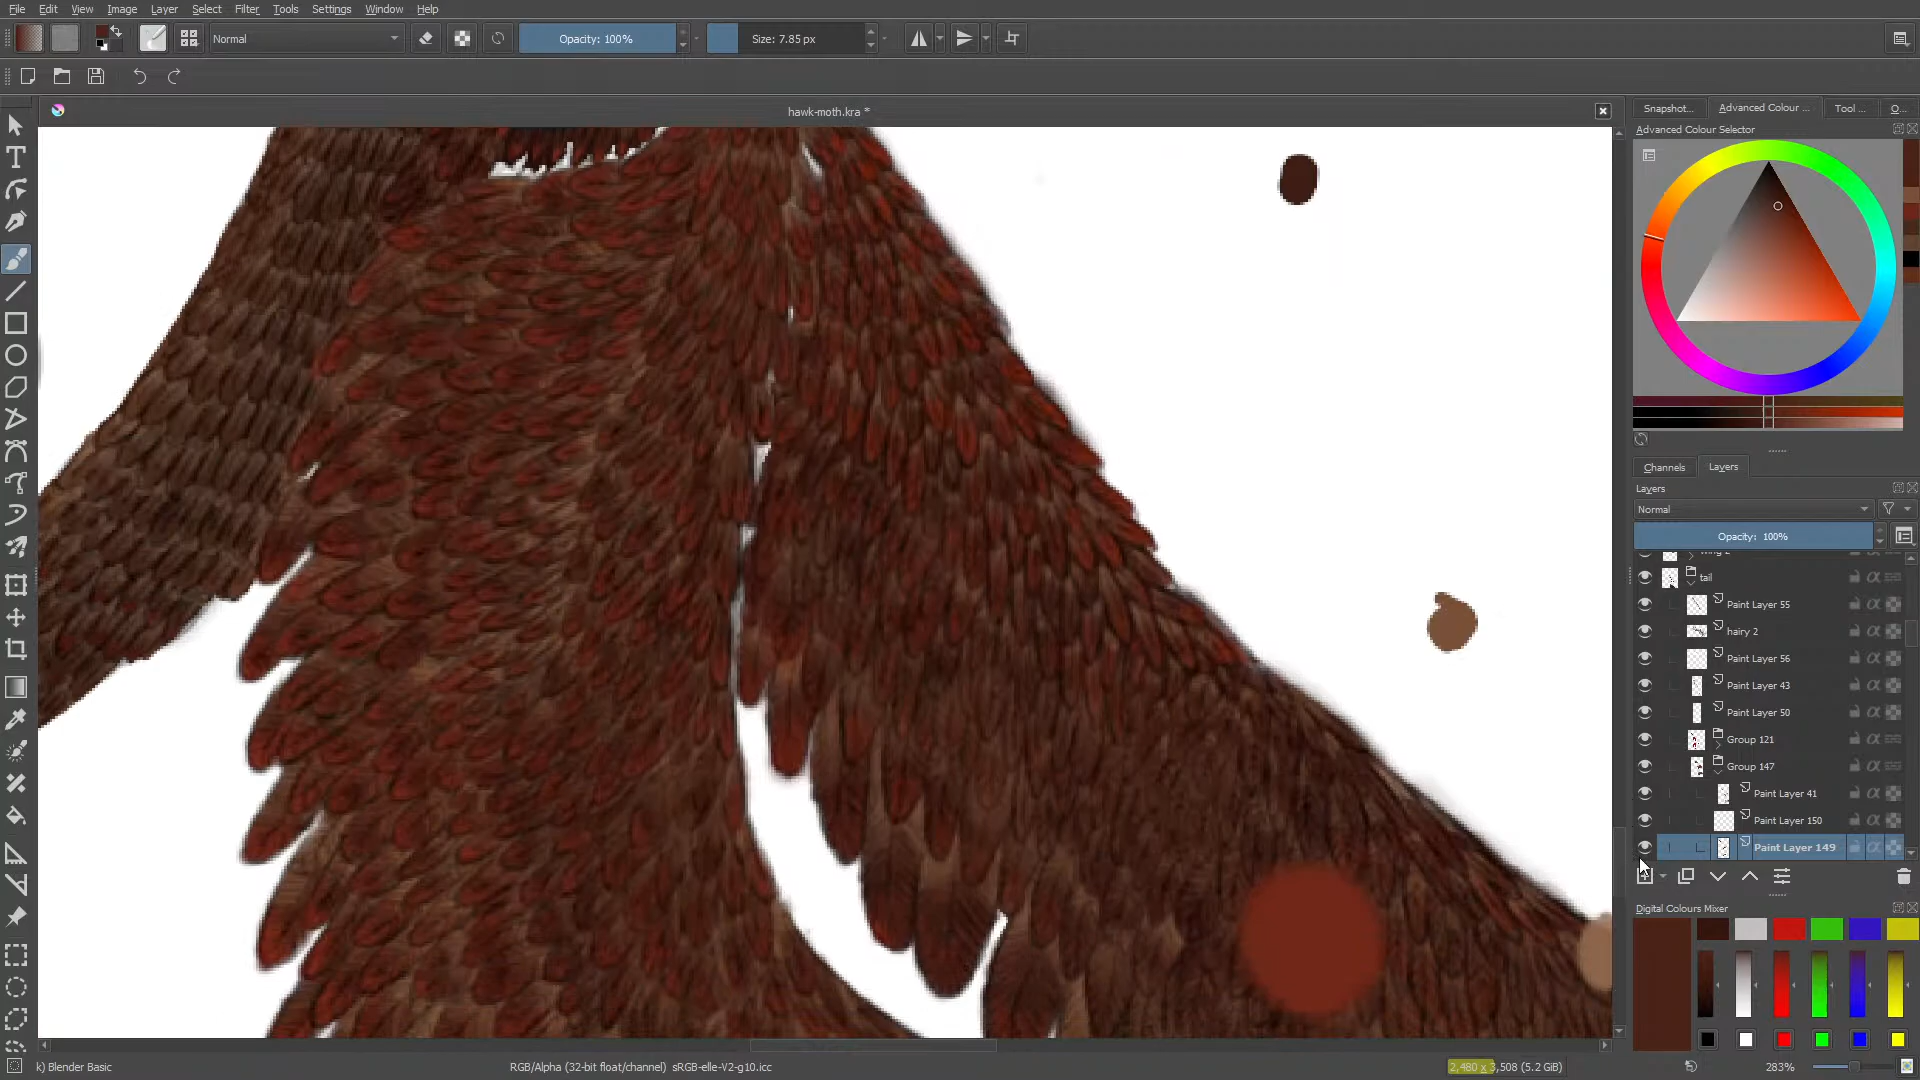 File Edit View Image Layer Select Filter Tools Settings Window Help
Normal Opacity: 100% Size: 7.85 px
hawk-moth.kra *
Snapshot... Advanced Colour ... Tool ... O...
Advanced Colour Selector
Channels Layers
Layers
Normal
Opacity: 100%
wing 2
tail
Paint Layer 55
hairy 2
Paint Layer 56
Paint Layer 43
Paint Layer 50
Group 121
Group 147
Paint Layer 41
Paint Layer 150
Paint Layer 149
Digital Colours Mixer
k) Blender Basic RGB/Alpha (32-bit float/channel) sRGB-elle-V2-g10.icc 2,480 x 3,508 (5.2 GiB) 283%